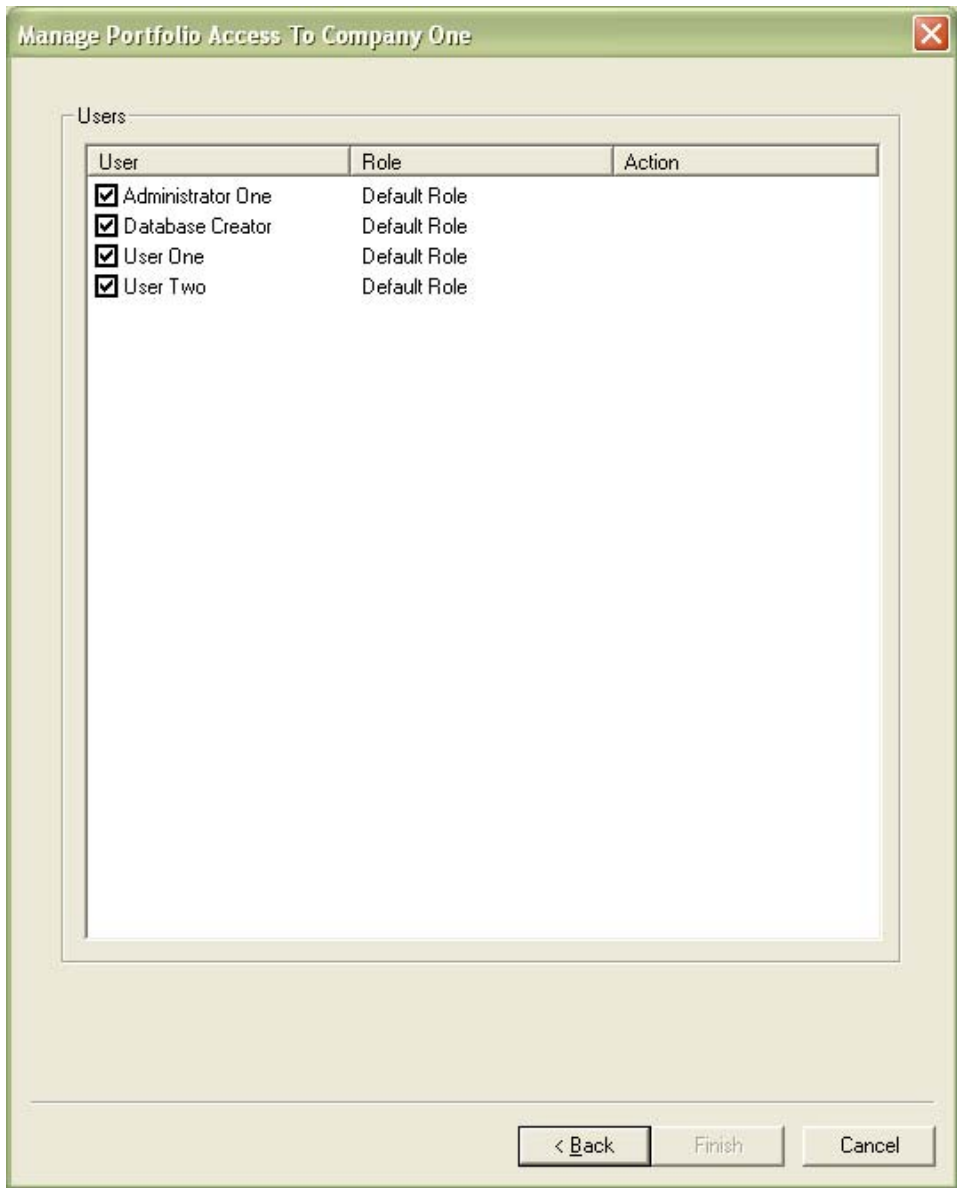 Manage Portfolio Access To Company One
Users
User Role Action
Administrator One Default Role
Database Creator Default Role
User One Default Role
User Two Default Role
< Back Finish Cancel